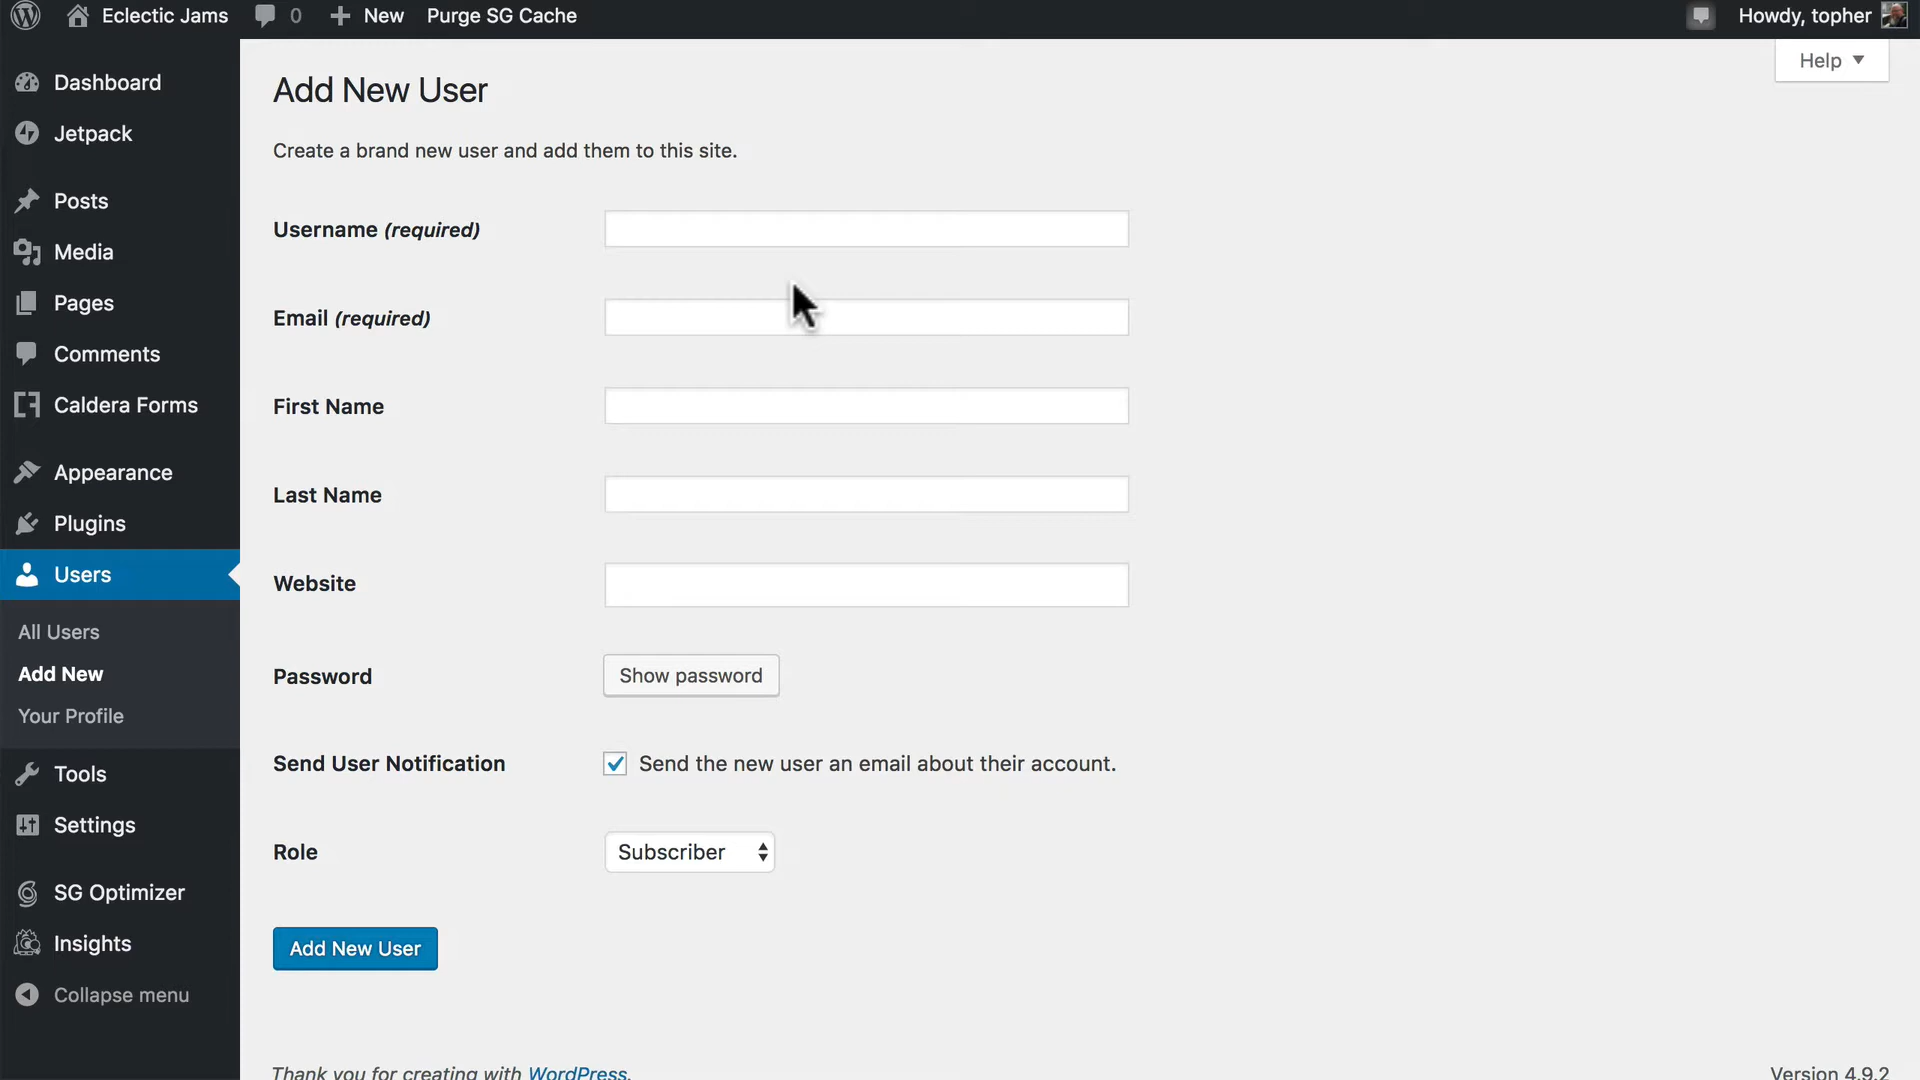 Eclectic Jams 0 New Purge SG Cache Howdy, topher
Help
Dashboard
Jetpack
Posts
Media
Pages
Comments
Caldera Forms
Appearance
Plugins
Users
All Users
Add New
Your Profile
Tools
Settings
SG Optimizer
Insights
Collapse menu
Add New User
Create a brand new user and add them to this site.
Username (required)
Email (required)
First Name
Last Name
Website
Password Show password
Send User Notification Send the new user an email about their account.
Role Subscriber
Add New User
Thank you for creating with WordPress. Version 4.9.2